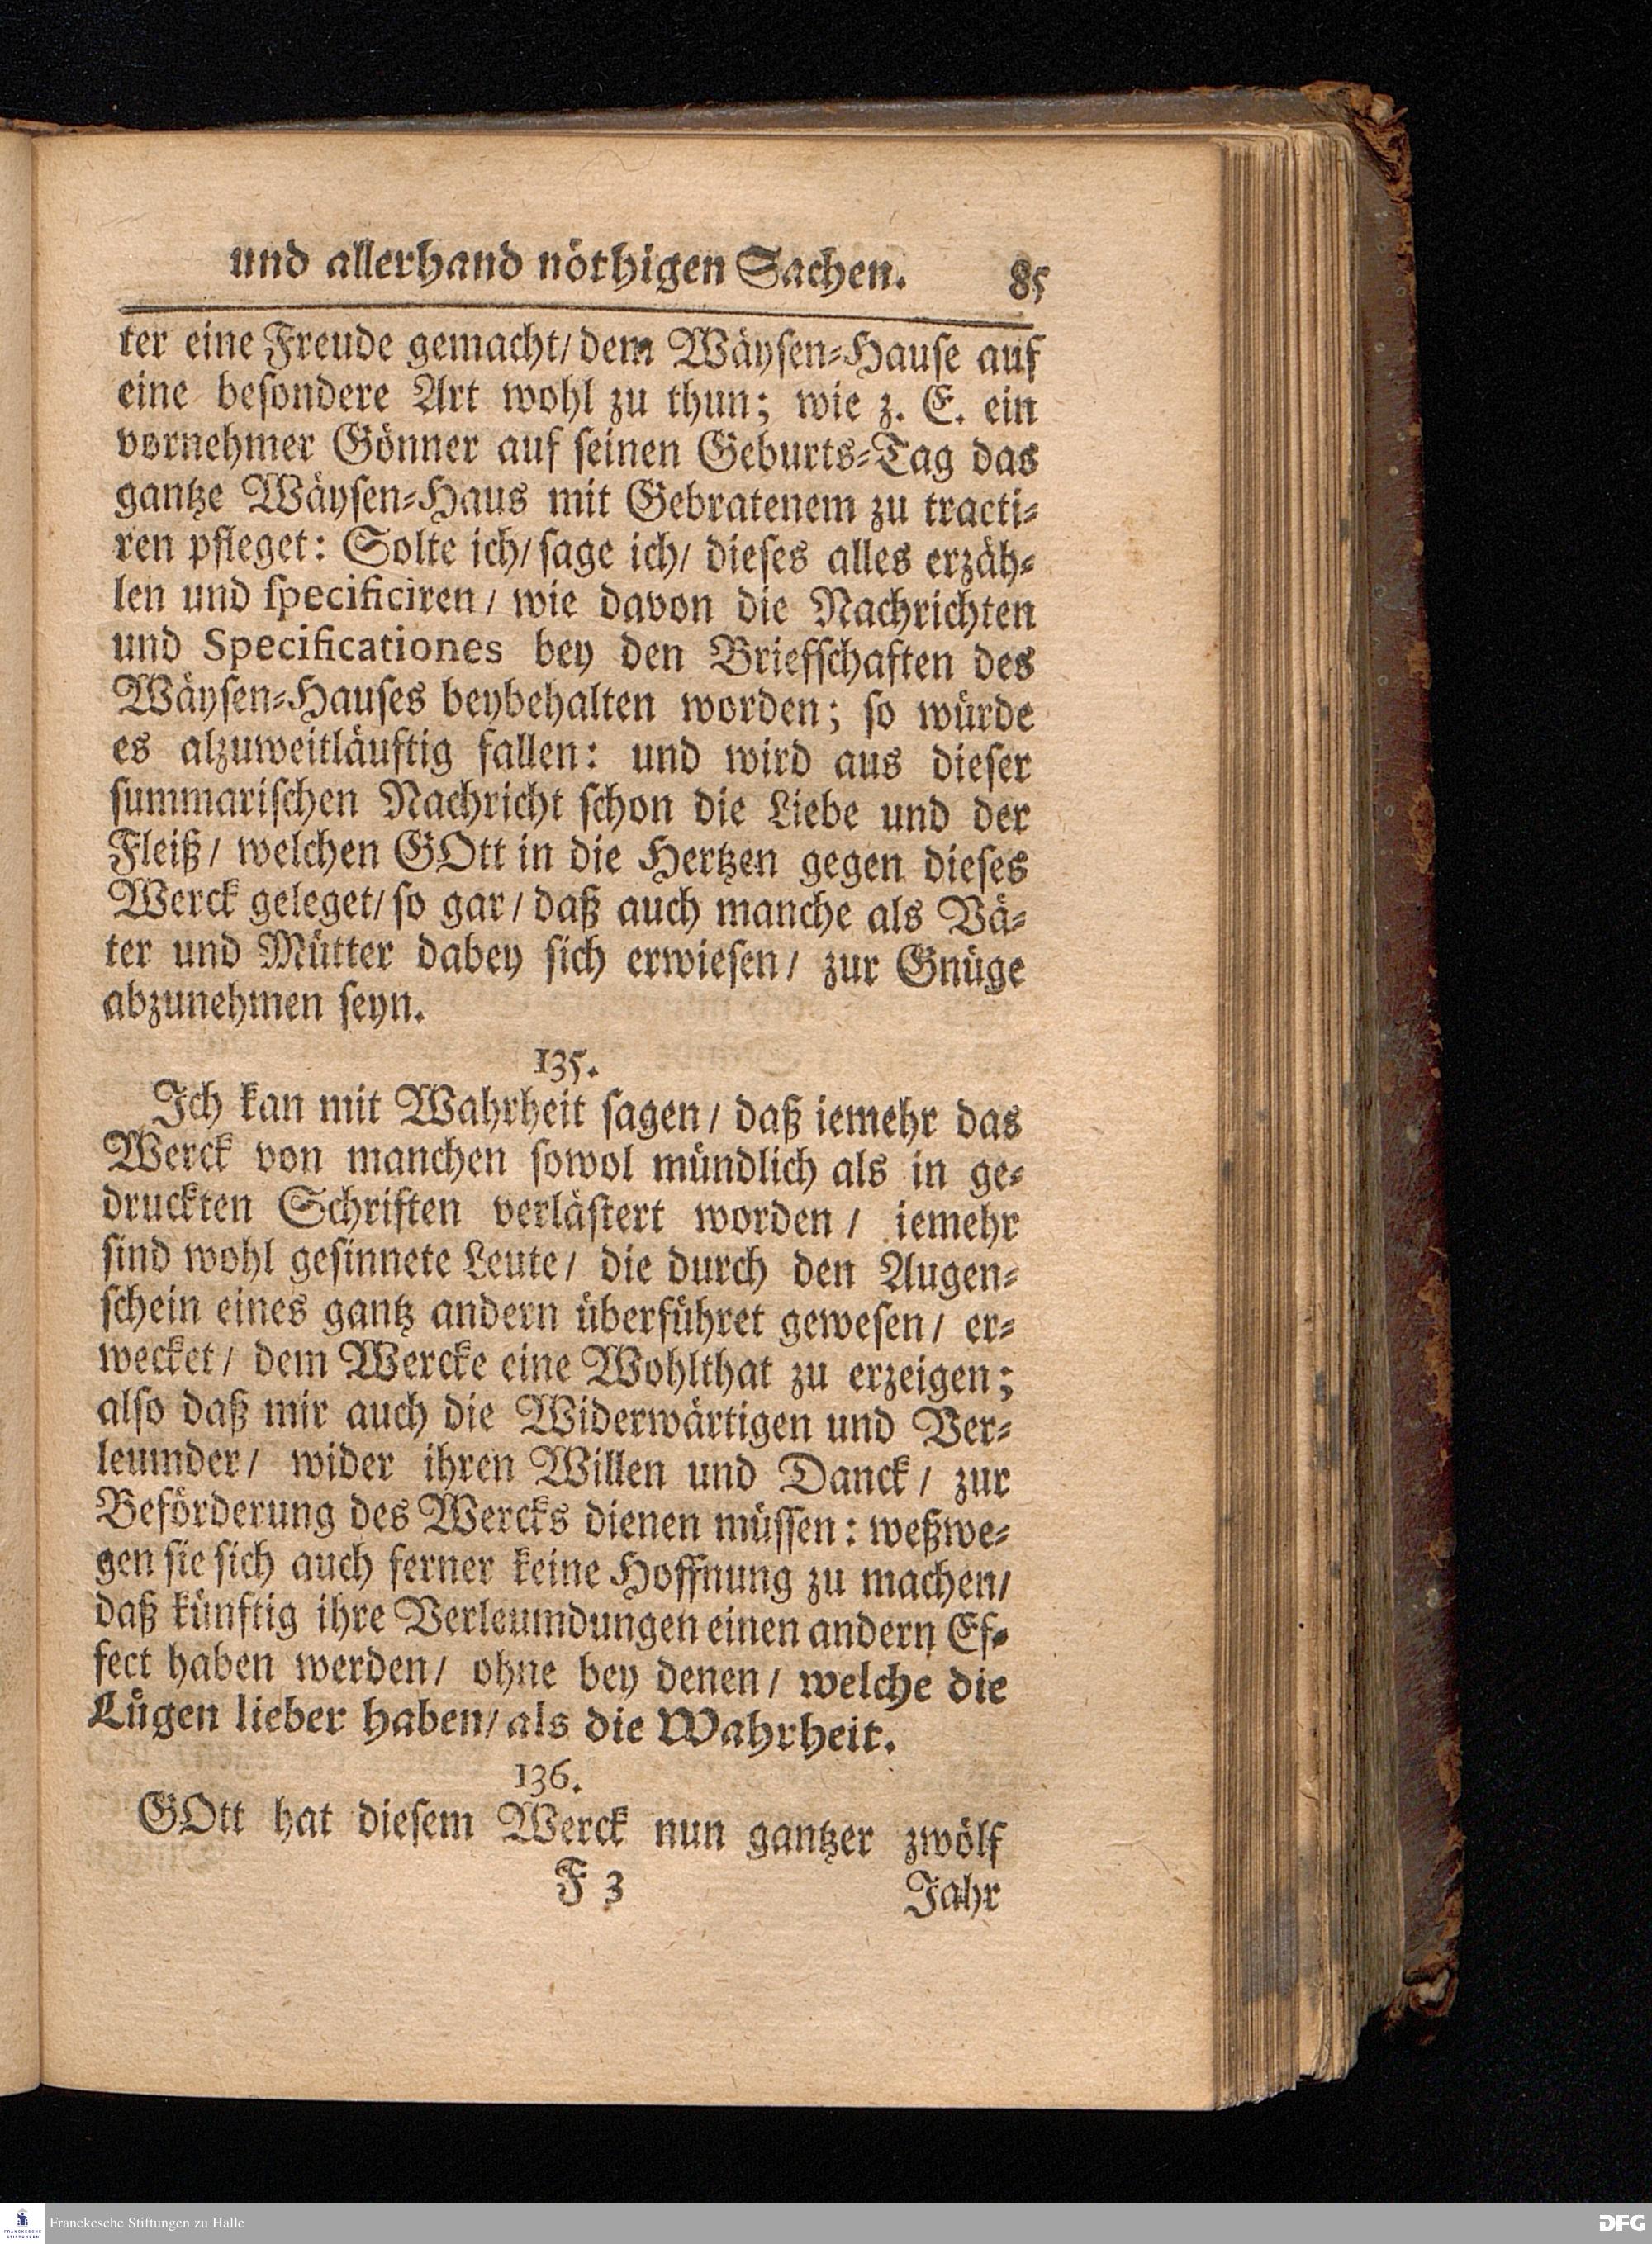 und allerhand nöthigen Sachen. 85
ter eine Freude gemacht/ dem Wäysen-Hause auf
eine besondere Art wohl zu thun; wie z. E. ein
vornehmer Gönner auf seinen Geburts-Tag das
gantze Wäysen-Haus mit Gebratenem zu tracti-
ren pfleget: Solte ich/ sage ich/ dieses alles erzäh-
len und specificiren/ wie davon die Nachrichten
und Specificationes bey den Briefschaften des
Wäysen-Hauses beybehalten worden; so würde
es alzuweitläuftig fallen: und wird aus dieser
summarischen Nachricht schon die Liebe und der
Fleiß/ welchen GOtt in die Hertzen gegen dieses
Werck geleget/ so gar/ daß auch manche als Vä-
ter und Mütter dabey sich erwiesen/ zur Gnüge
abzunehmen seyn.
135.
Ich kan mit Wahrheit sagen/ daß iemehr das
Werck von manchen sowol mündlich als in ge-
druckten Schriften verlästert worden/ iemehr
sind wohl gesinnete Leute/ die durch den Augen-
schein eines gantz andern überführet gewesen/ er-
wecket/ dem Wercke eine Wohlthat zu erzeigen;
also daß mir auch die Widerwärtigen und Ver-
leumder/ wider ihren Willen und Danck/ zur
Beförderung des Wercks dienen müssen: weßwe-
gen sie sich auch ferner keine Hoffnung zu machen/
daß künftig ihre Verleumdungen einen andern Ef-
fect haben werden/ ohne bey denen/ welche die
Lügen lieber haben/ als die Wahrheit.
136.
GOtt hat diesem Werck nun gantzer zwölf
F 3 Jahr
FRANCKESCHE STIFTUNGEN
Franckesche Stiftungen zu Halle
DFG